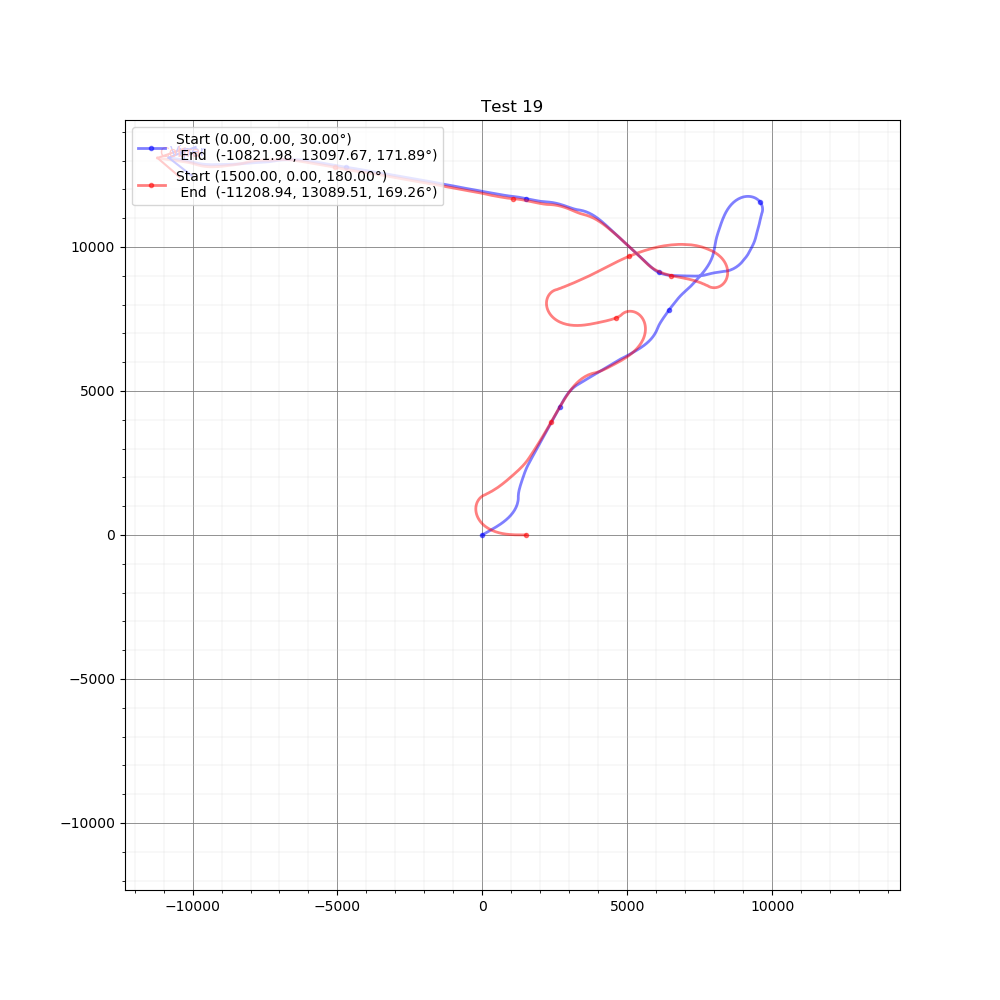 Test 19
Start (0.00, 0.00, 30.00°)
End  (-10821.98, 13097.67, 171.89°)
Start (1500.00, 0.00, 180.00°)
End  (-11208.94, 13089.51, 169.26°)
10000
5000
0
−5000
−10000
−10000
−5000
0
5000
10000